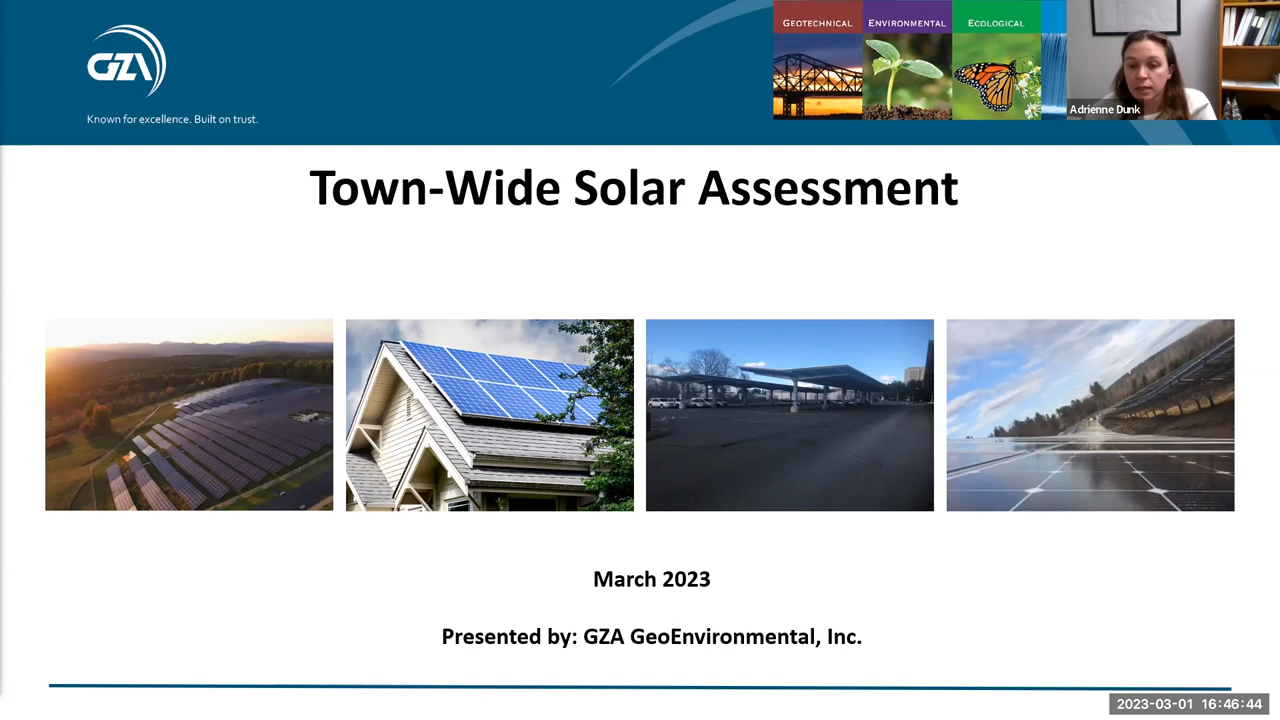 GZA
Known for excellence. Built on trust.
GEOTECHNICAL
ENVIRONMENTAL
ECOLOGICAL
Adrienne Dunk
Town-Wide Solar Assessment
March 2023
Presented by: GZA GeoEnvironmental, Inc.
2023-03-01 16:46:44